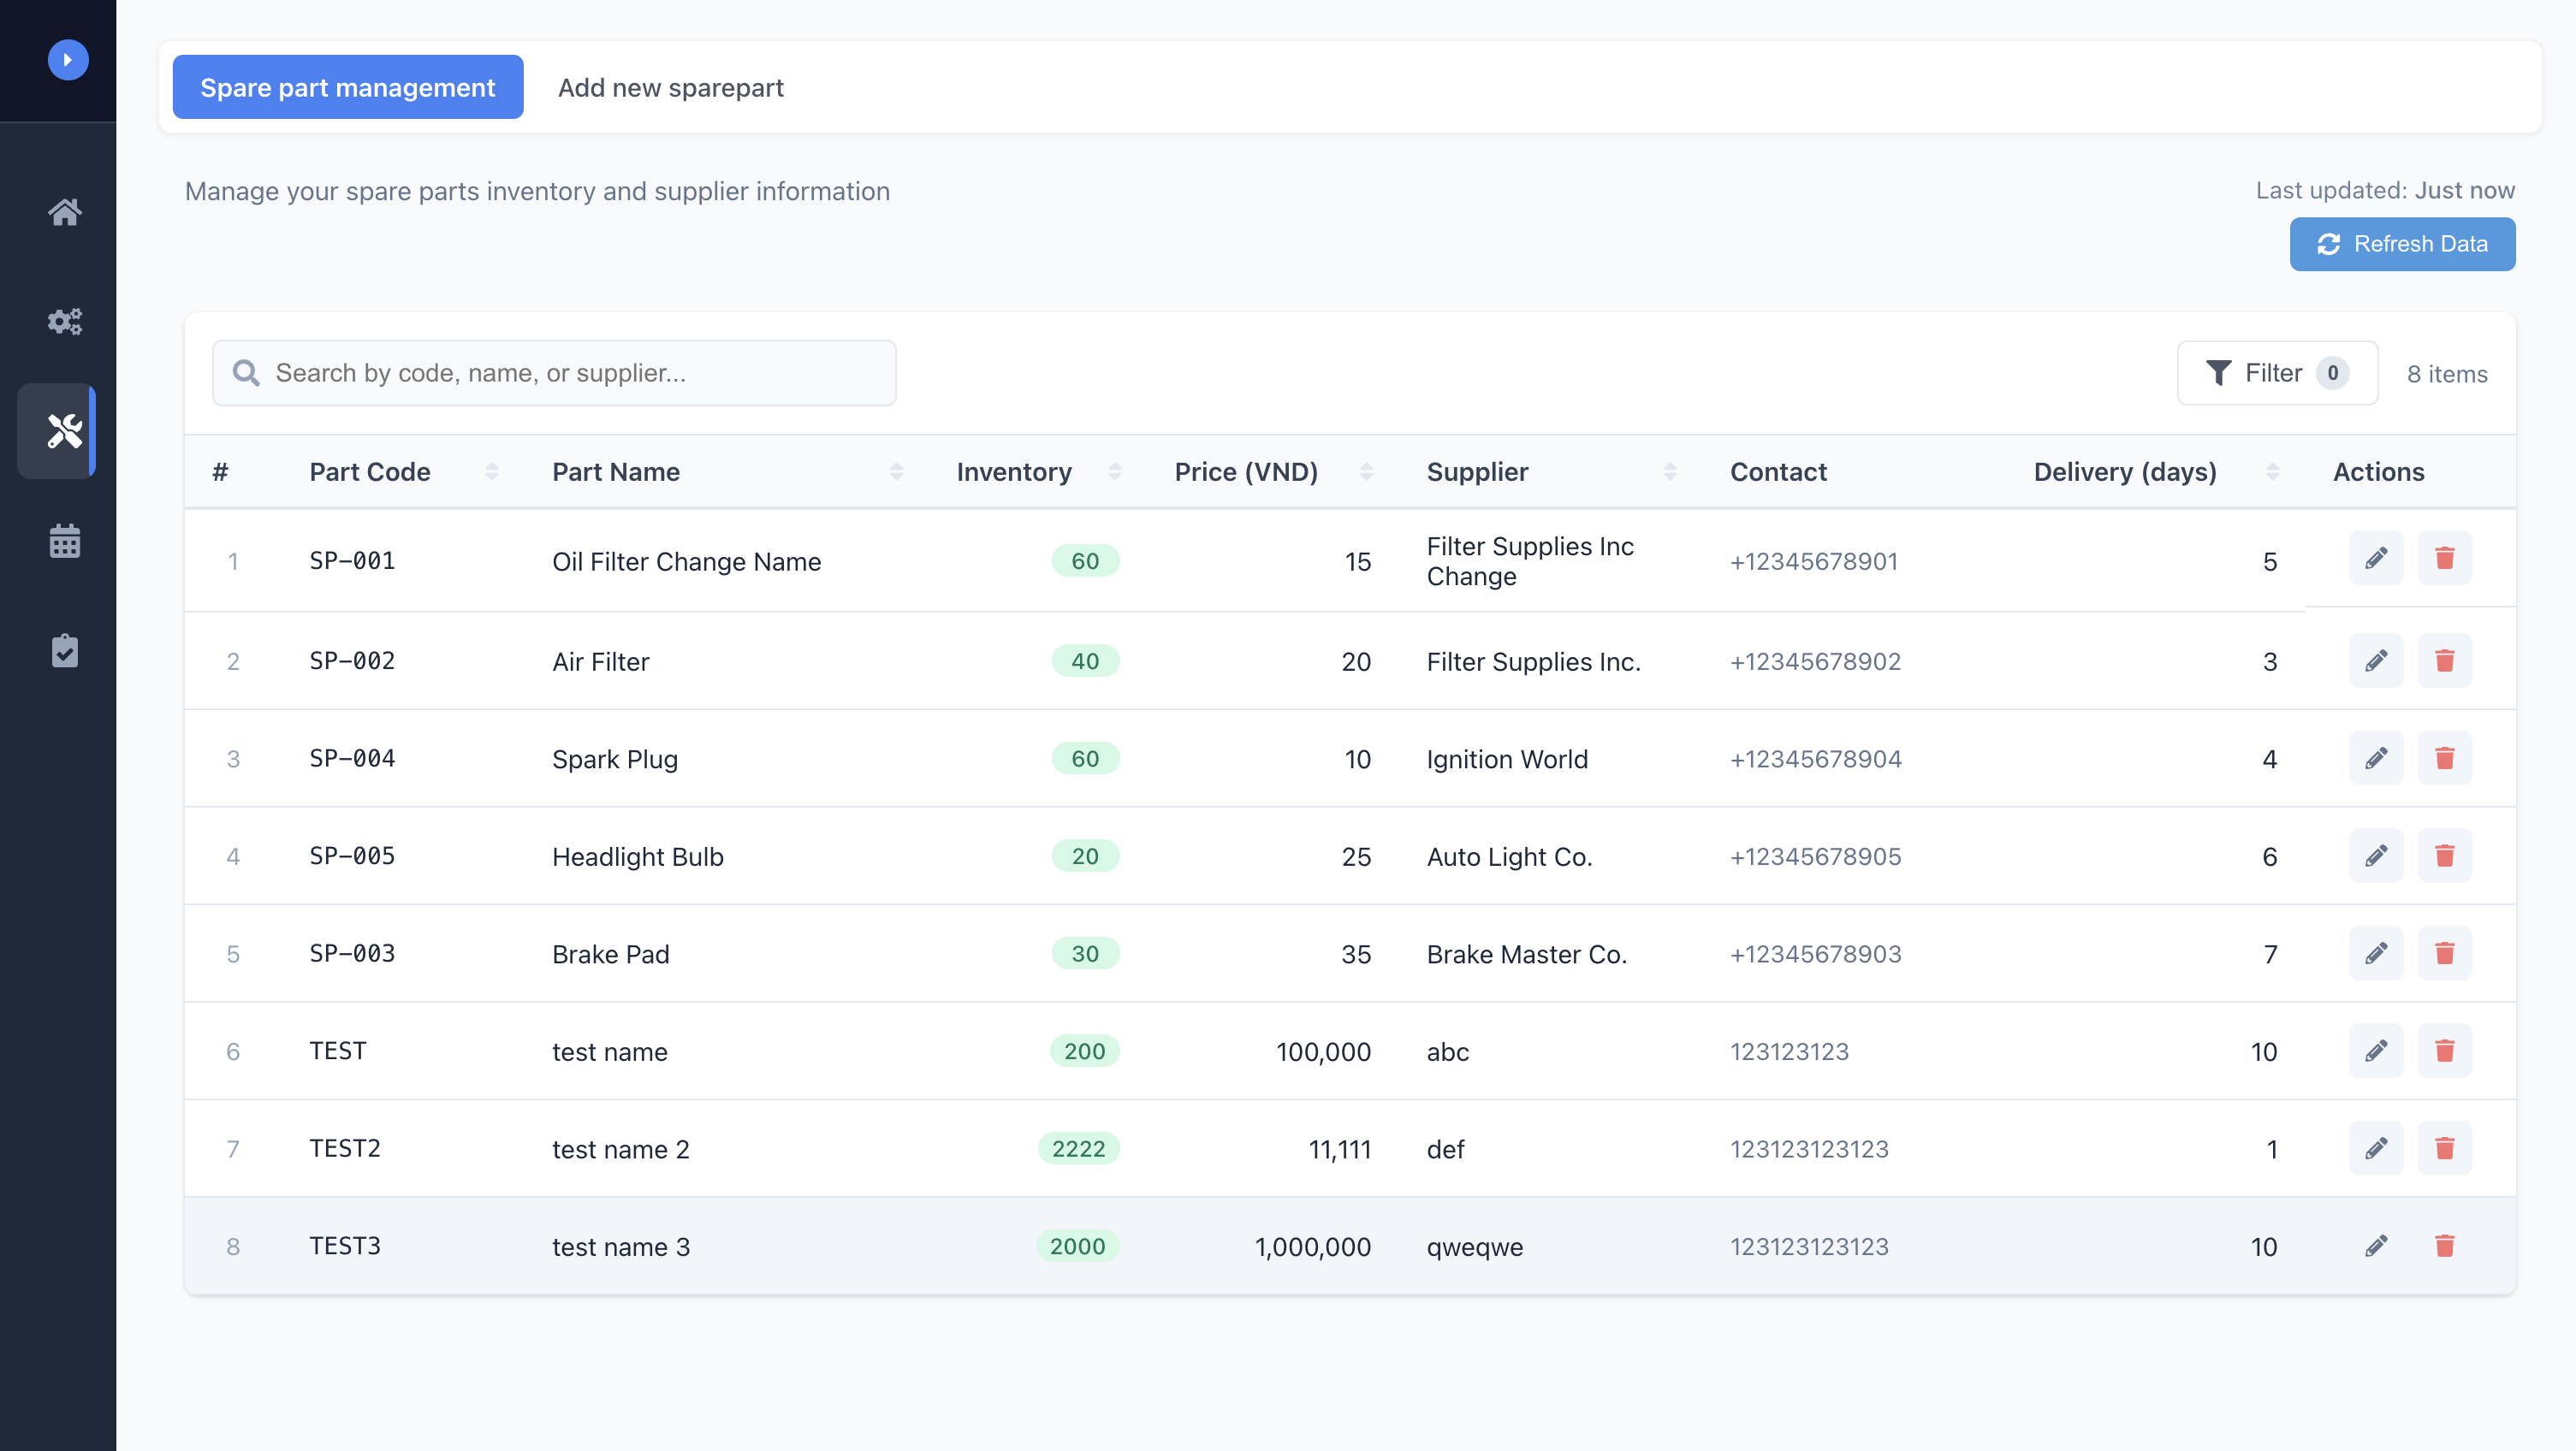 Spare part management Add new sparepart
Manage your spare parts inventory and supplier information
Last updated: Just now
Refresh Data
Search by code, name, or supplier...
Filter 0 8 items
# Part Code Part Name Inventory Price (VND) Supplier Contact Delivery (days) Actions
1 SP-001 Oil Filter Change Name 60 15 Filter Supplies Inc Change +12345678901 5
2 SP-002 Air Filter 40 20 Filter Supplies Inc. +12345678902 3
3 SP-004 Spark Plug 60 10 Ignition World +12345678904 4
4 SP-005 Headlight Bulb 20 25 Auto Light Co. +12345678905 6
5 SP-003 Brake Pad 30 35 Brake Master Co. +12345678903 7
6 TEST test name 200 100,000 abc 123123123 10
7 TEST2 test name 2 2222 11,111 def 123123123123 1
8 TEST3 test name 3 2000 1,000,000 qweqwe 123123123123 10